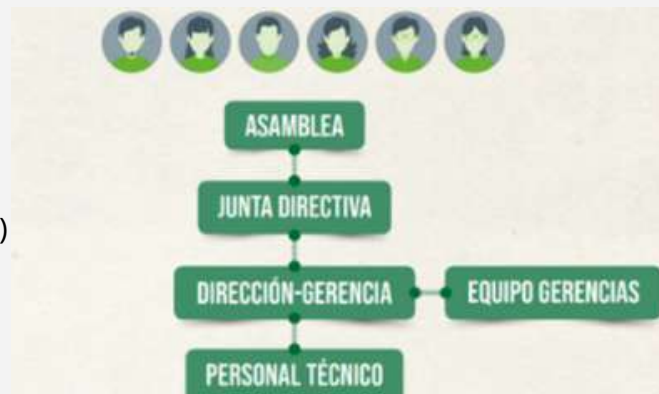 ASAMBLEA
JUNTA DIRECTIVA
)
DIRECCIÓN-GERENCIA EQUIPO GERENCIAS
PERSONAL TÉCNICO